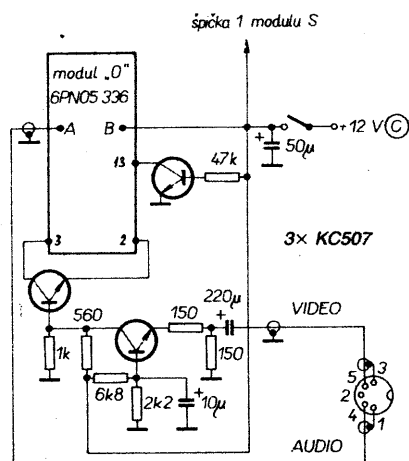 špička 1 modulu S
modul „O"
6PN05 336
A
B
+12 V C
13
47k
50µ
+
3
2
3× KC507
220µ
+
VIDEO
560
150
1k
150
6k8
2k2
+
10µ
5
3
2
4
1
AUDIO